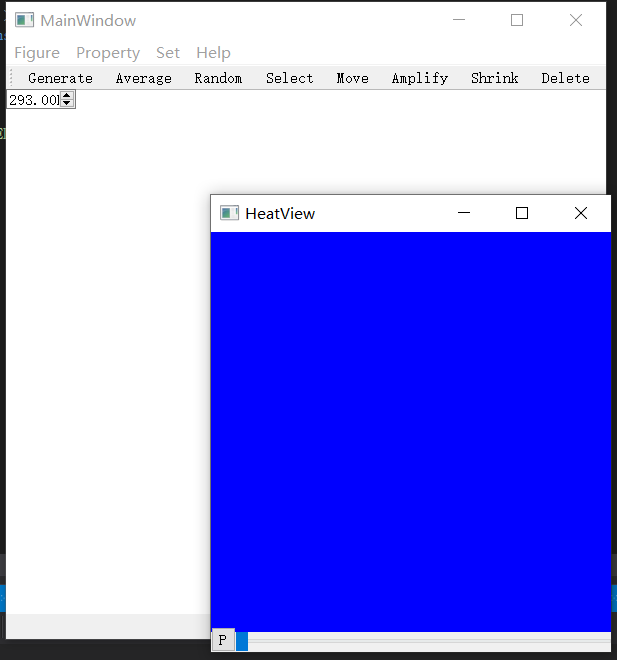 MainWindow
Figure Property Set Help
Generate Average Random Select Move Amplify Shrink Delete
293.00
HeatView
P